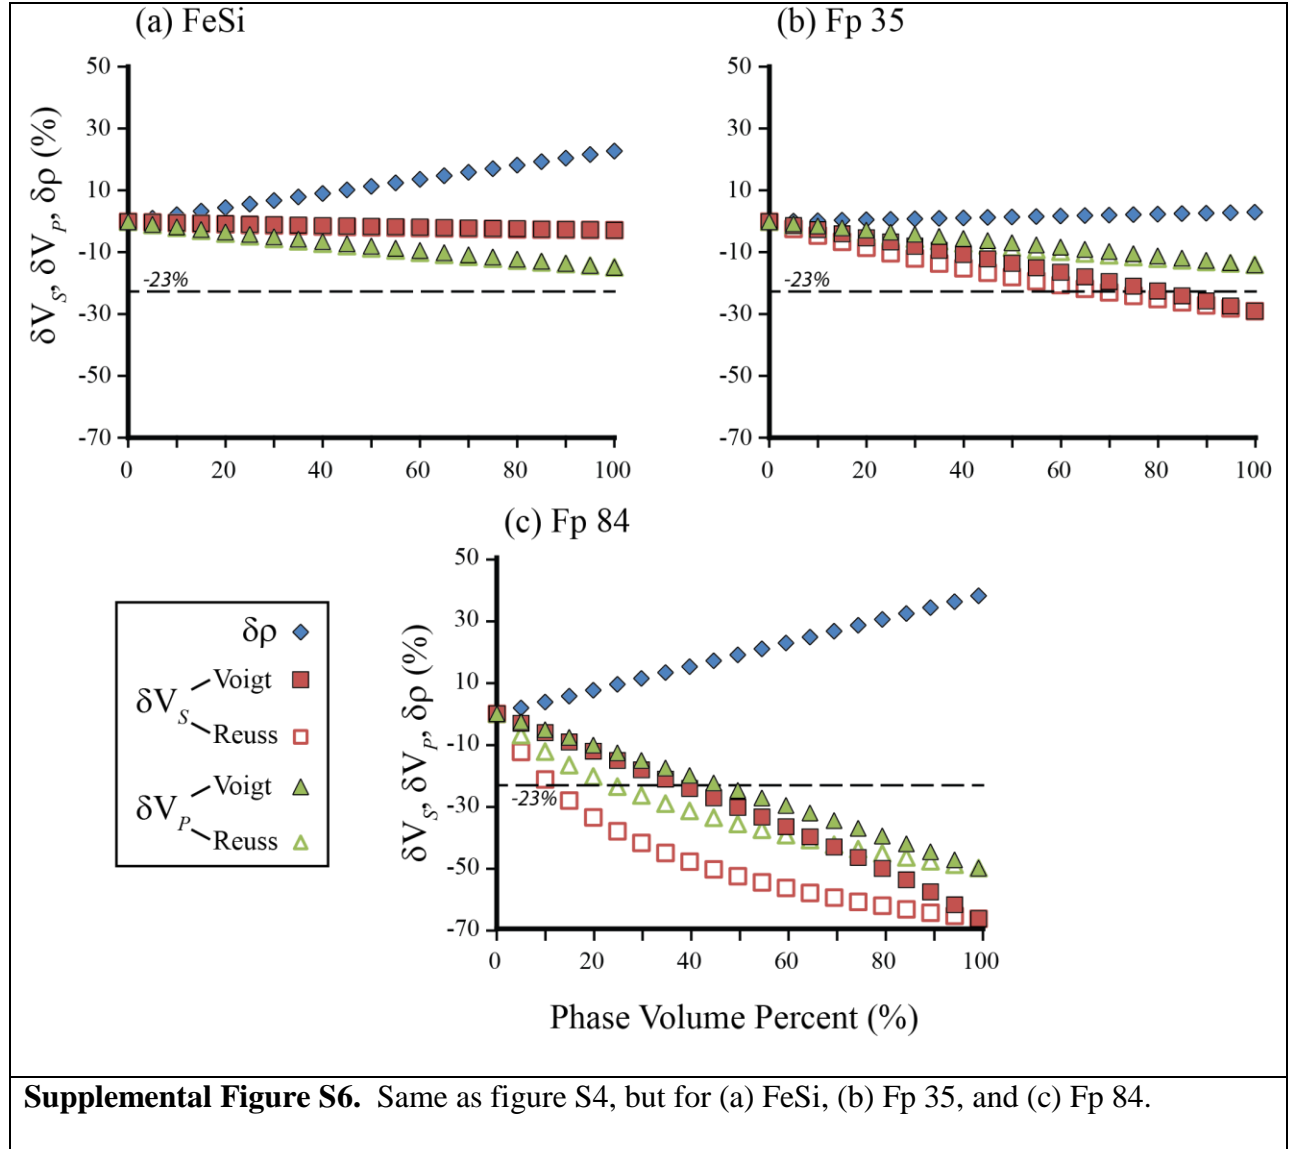 (a) FeSi
50
30
10
-10
-30
-50
-70
δV_S, δV_P, δρ (%)
-23%
0 20 40 60 80 100
(b) Fp 35
50
30
10
-10
-30
-50
-70
-23%
0 20 40 60 80 100
(c) Fp 84
50
30
10
-10
-30
-50
-70
δV_S, δV_P, δρ (%)
-23%
0 20 40 60 80 100
Phase Volume Percent (%)
δρ
δV_S
Voigt
Reuss
δV_P
Voigt
Reuss
Supplemental Figure S6. Same as figure S4, but for (a) FeSi, (b) Fp 35, and (c) Fp 84.